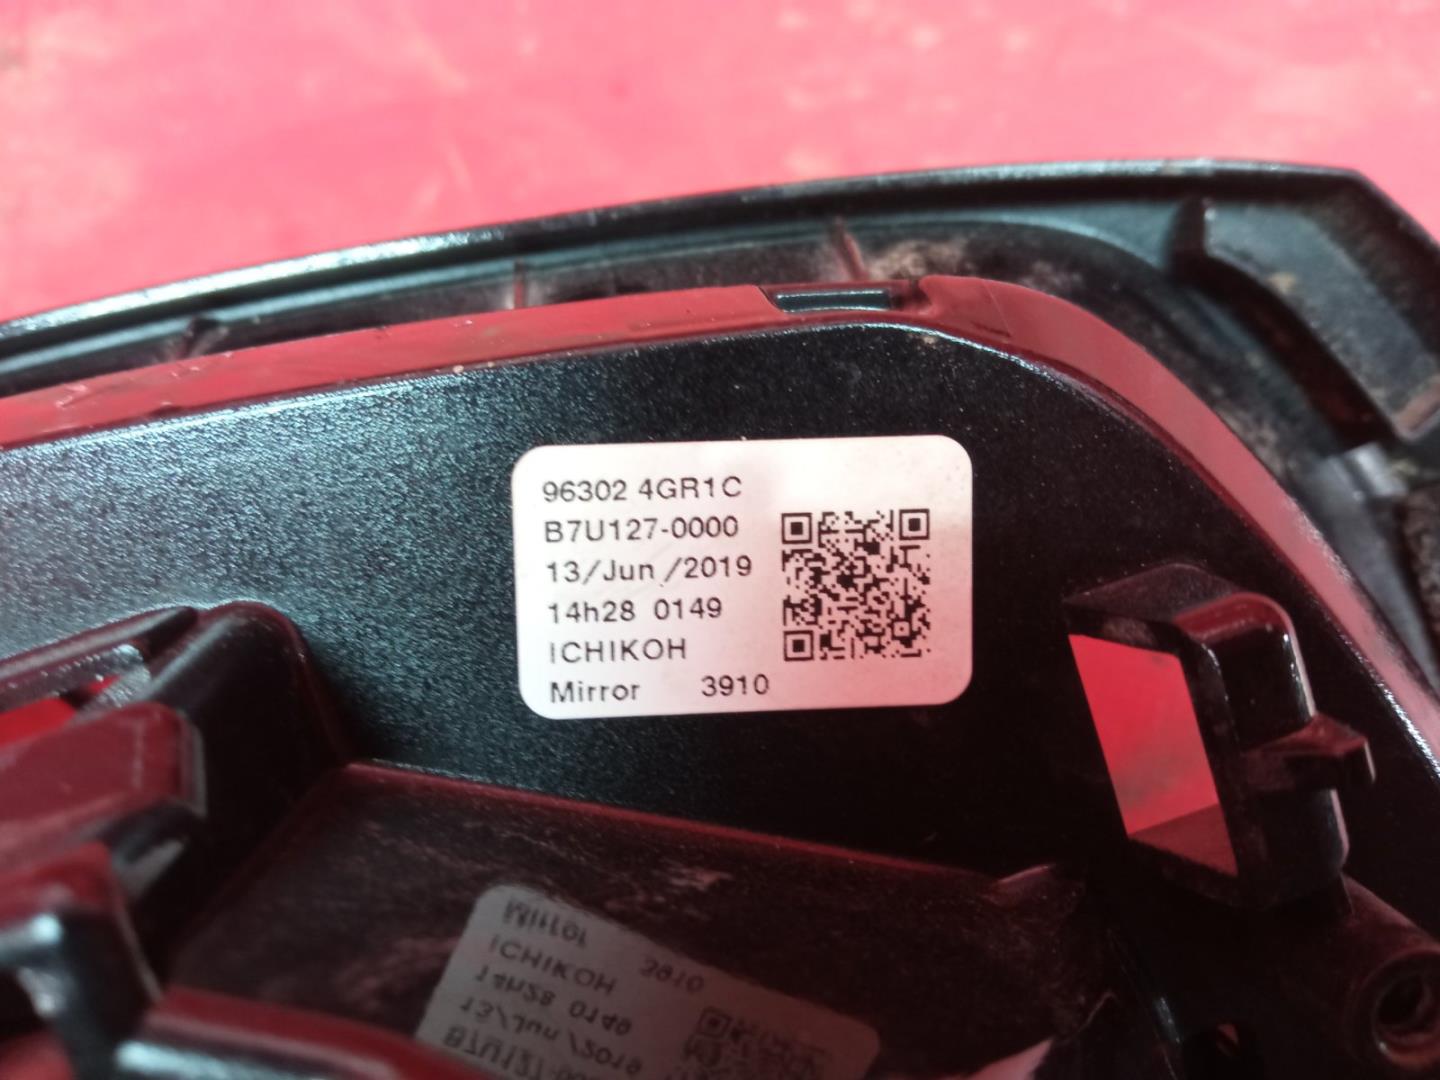 96302 4GR1C
B7U127-0000
13/Jun/2019
14h28 0149
ICHIKOH
Mirror 3910